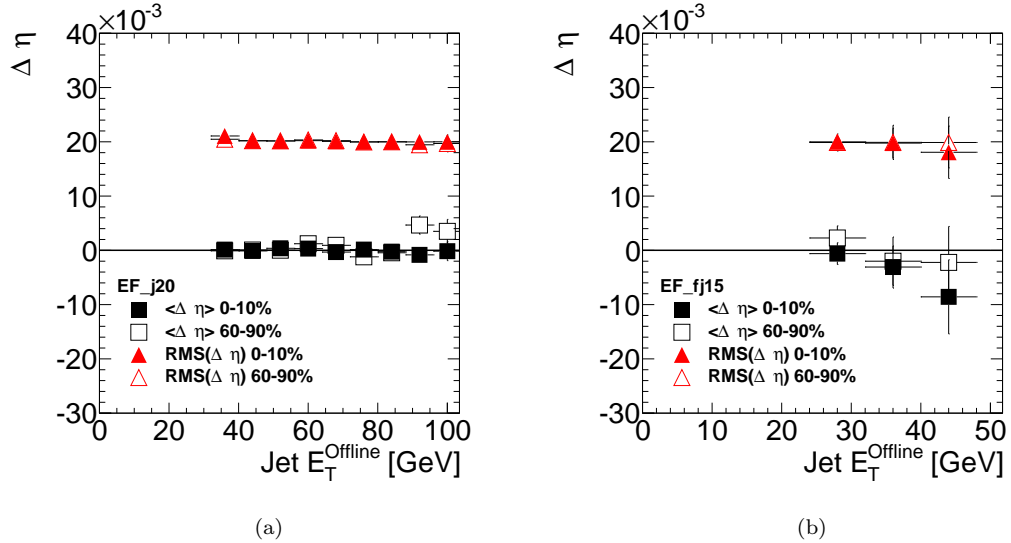 ×10⁻³
Δ η
40
30
20
10
0
-10
-20
-30
EF_j20
<Δ η> 0-10%
<Δ η> 60-90%
RMS(Δ η) 0-10%
RMS(Δ η) 60-90%
0 20 40 60 80 100
Jet E_T^Offline [GeV]
(a)
×10⁻³
Δ η
40
30
20
10
0
-10
-20
-30
EF_fj15
<Δ η> 0-10%
<Δ η> 60-90%
RMS(Δ η) 0-10%
RMS(Δ η) 60-90%
0 10 20 30 40 50
Jet E_T^Offline [GeV]
(b)